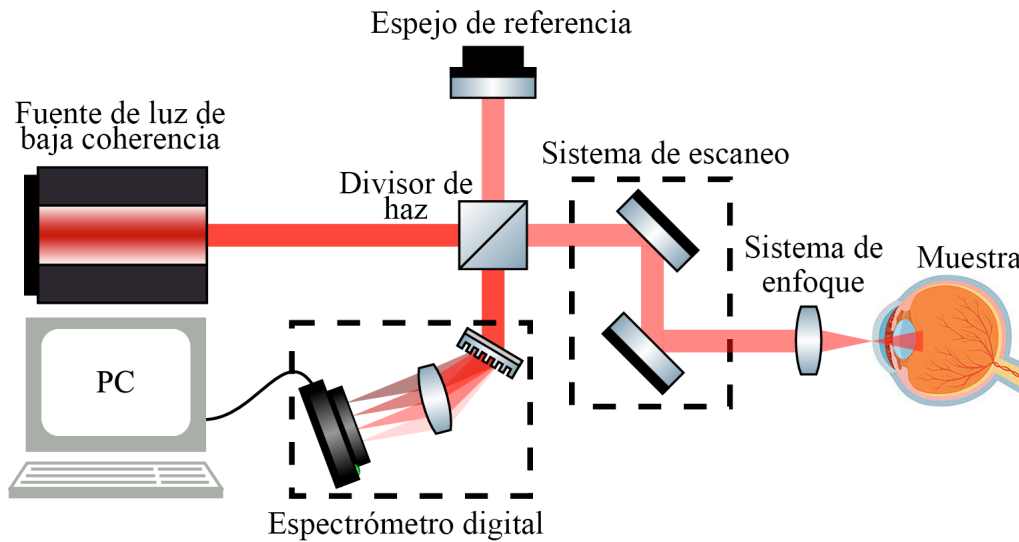 Espejo de referencia
Fuente de luz de
baja coherencia
Sistema de escaneo
Divisor de
haz
Sistema de
enfoque
Muestra
PC
Espectrómetro digital